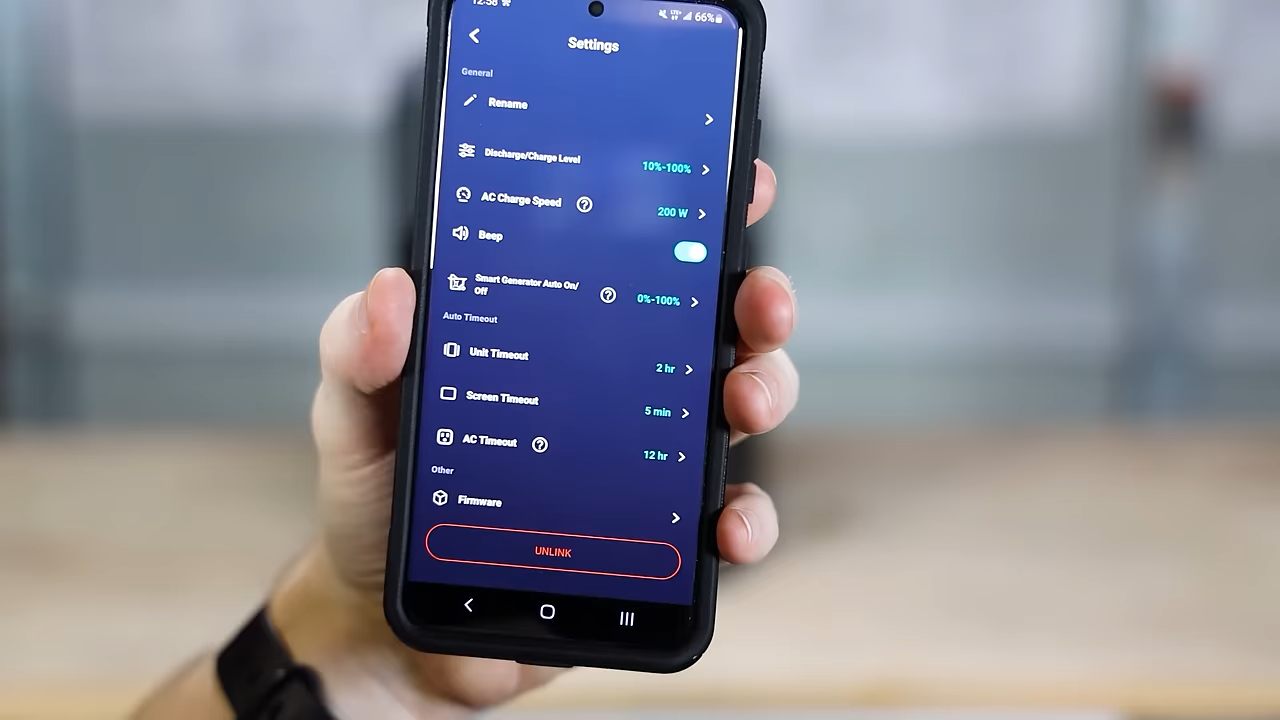 12:58
66%
Settings
General
Rename
Discharge/Charge Level 10%-100%
AC Charge Speed ? 200 W
Beep
Smart Generator Auto On/
Off ? 0%-100%
Auto Timeout
Unit Timeout 2 hr
Screen Timeout 5 min
AC Timeout ? 12 hr
Other
Firmware
UNLINK